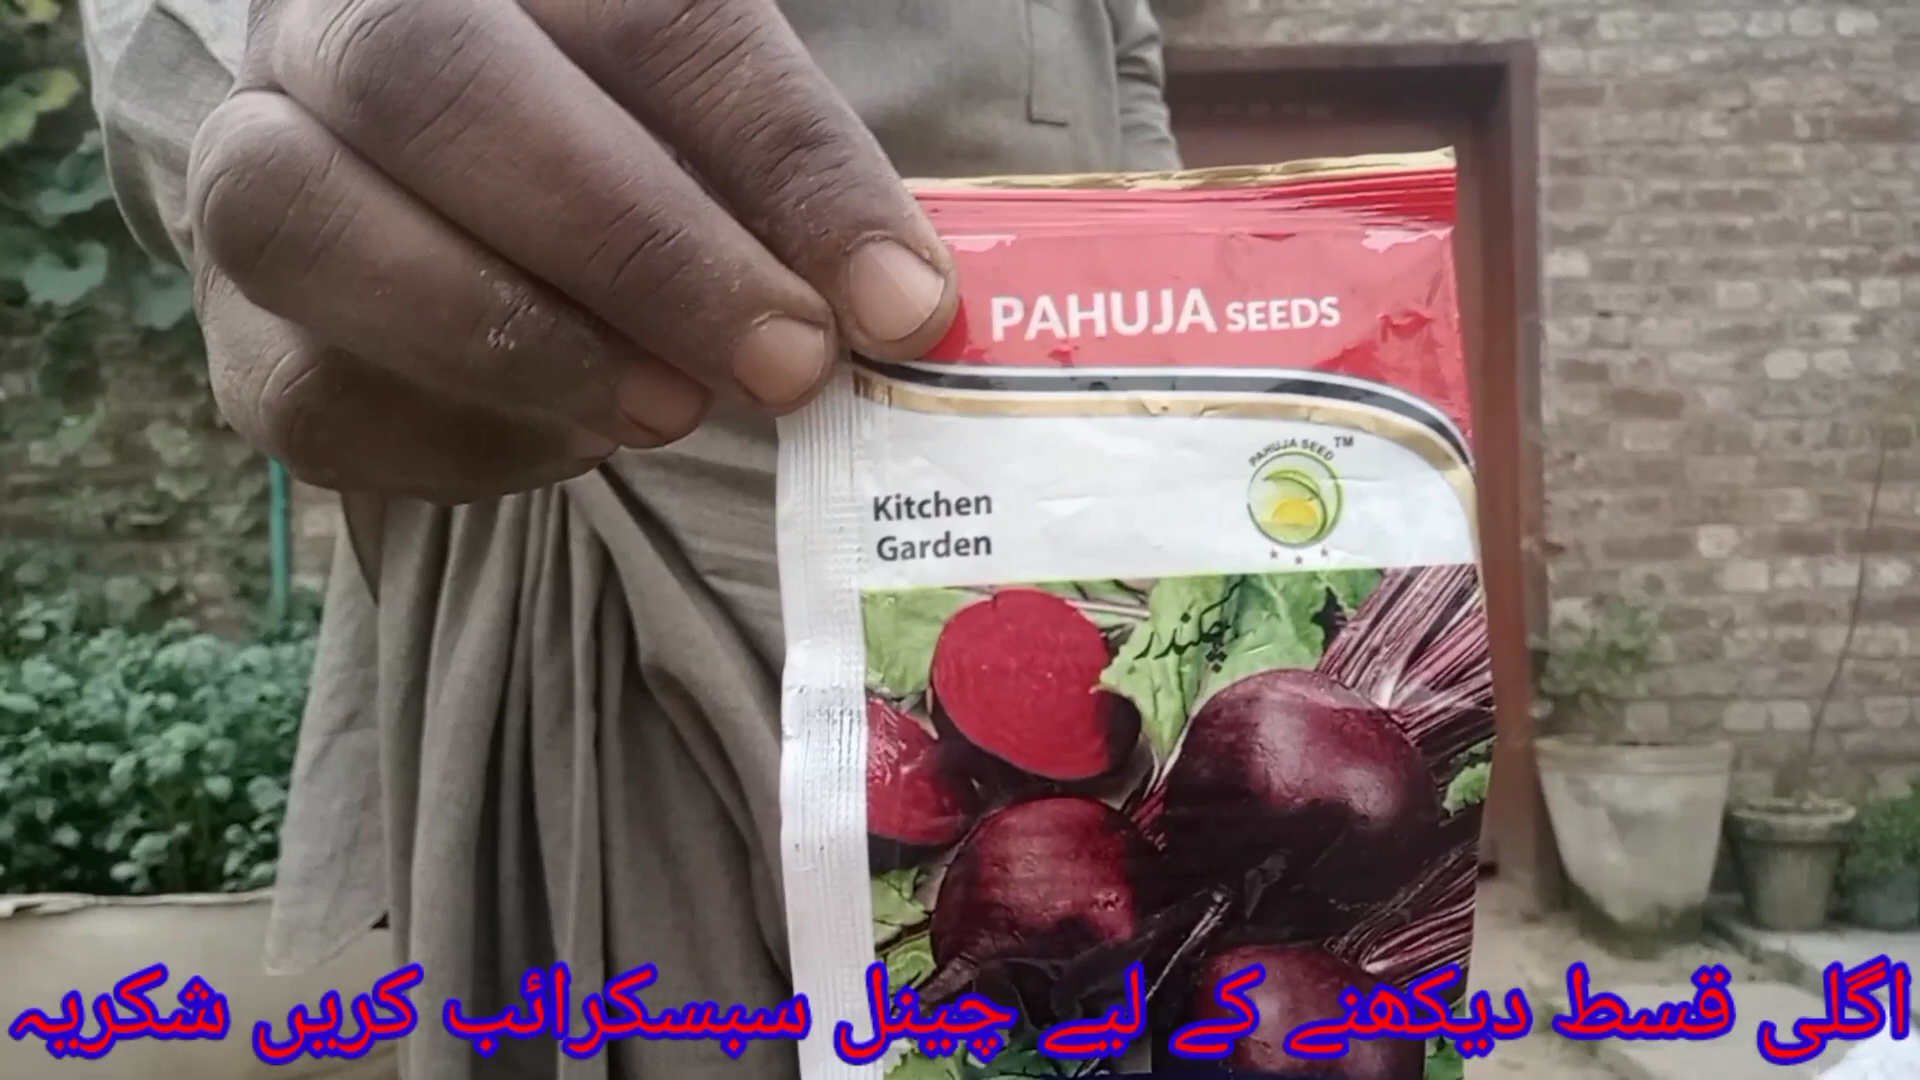 PAHUJA SEEDS
PAHUJA SEED TM
Kitchen
Garden
چقندر
اگلی قسط دیکھنے کے لیے چینل سبسکرائب کریں شکریہ